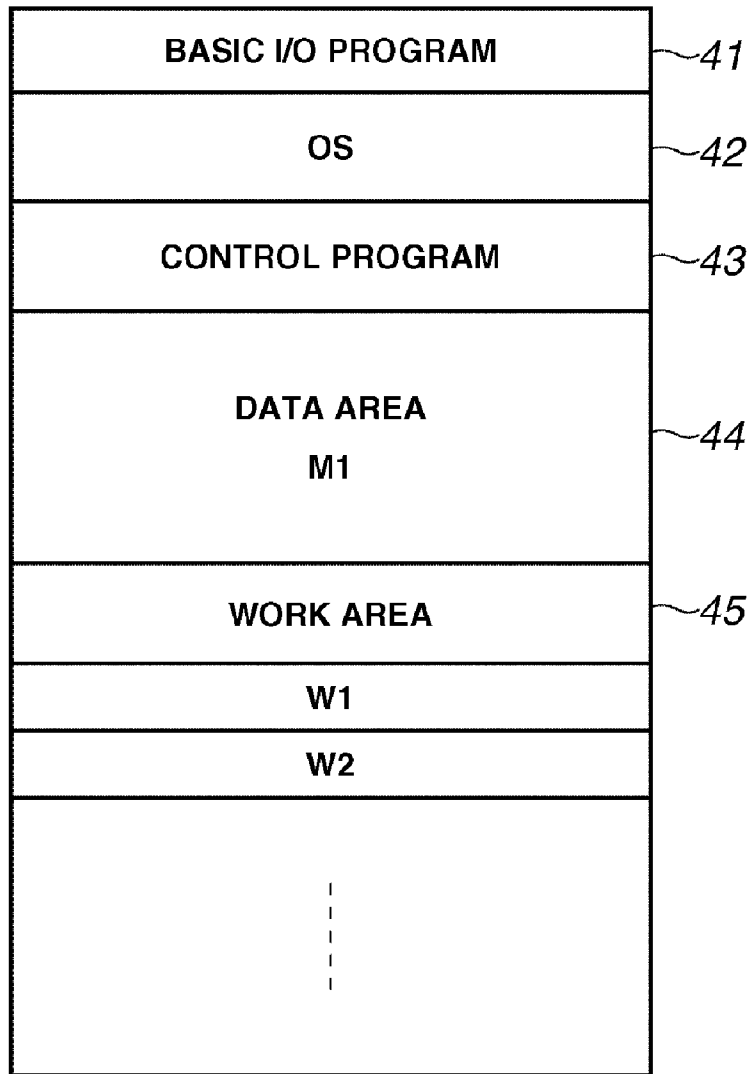 BASIC I/O PROGRAM 41
OS 42
CONTROL PROGRAM 43
DATA AREA
M1
44
WORK AREA 45
W1
W2